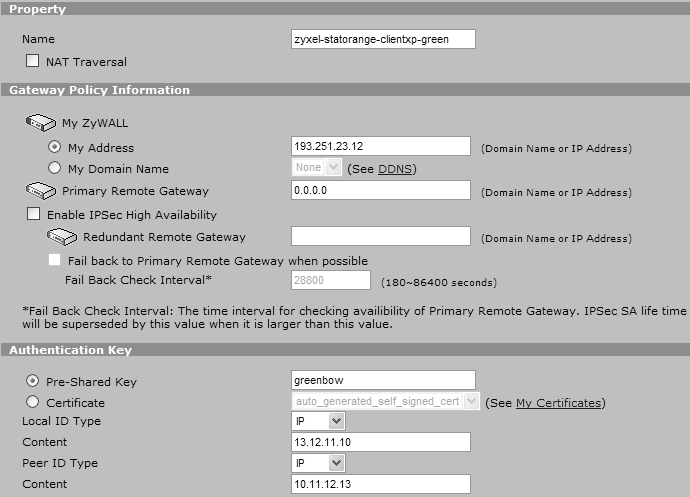 Property
Name zyxel-statorange-clientxp-green
NAT Traversal
Gateway Policy Information
My ZyWALL
My Address 193.251.23.12 (Domain Name or IP Address)
My Domain Name None (See DDNS)
Primary Remote Gateway 0.0.0.0 (Domain Name or IP Address)
Enable IPSec High Availability
Redundant Remote Gateway (Domain Name or IP Address)
Fail back to Primary Remote Gateway when possible
Fail Back Check Interval* 28800 (180~86400 seconds)
*Fail Back Check Interval: The time interval for checking availibility of Primary Remote Gateway. IPSec SA life time
will be superseded by this value when it is larger than this value.
Authentication Key
Pre-Shared Key greenbow
Certificate auto_generated_self_signed_cert (See My Certificates)
Local ID Type IP
Content 13.12.11.10
Peer ID Type IP
Content 10.11.12.13